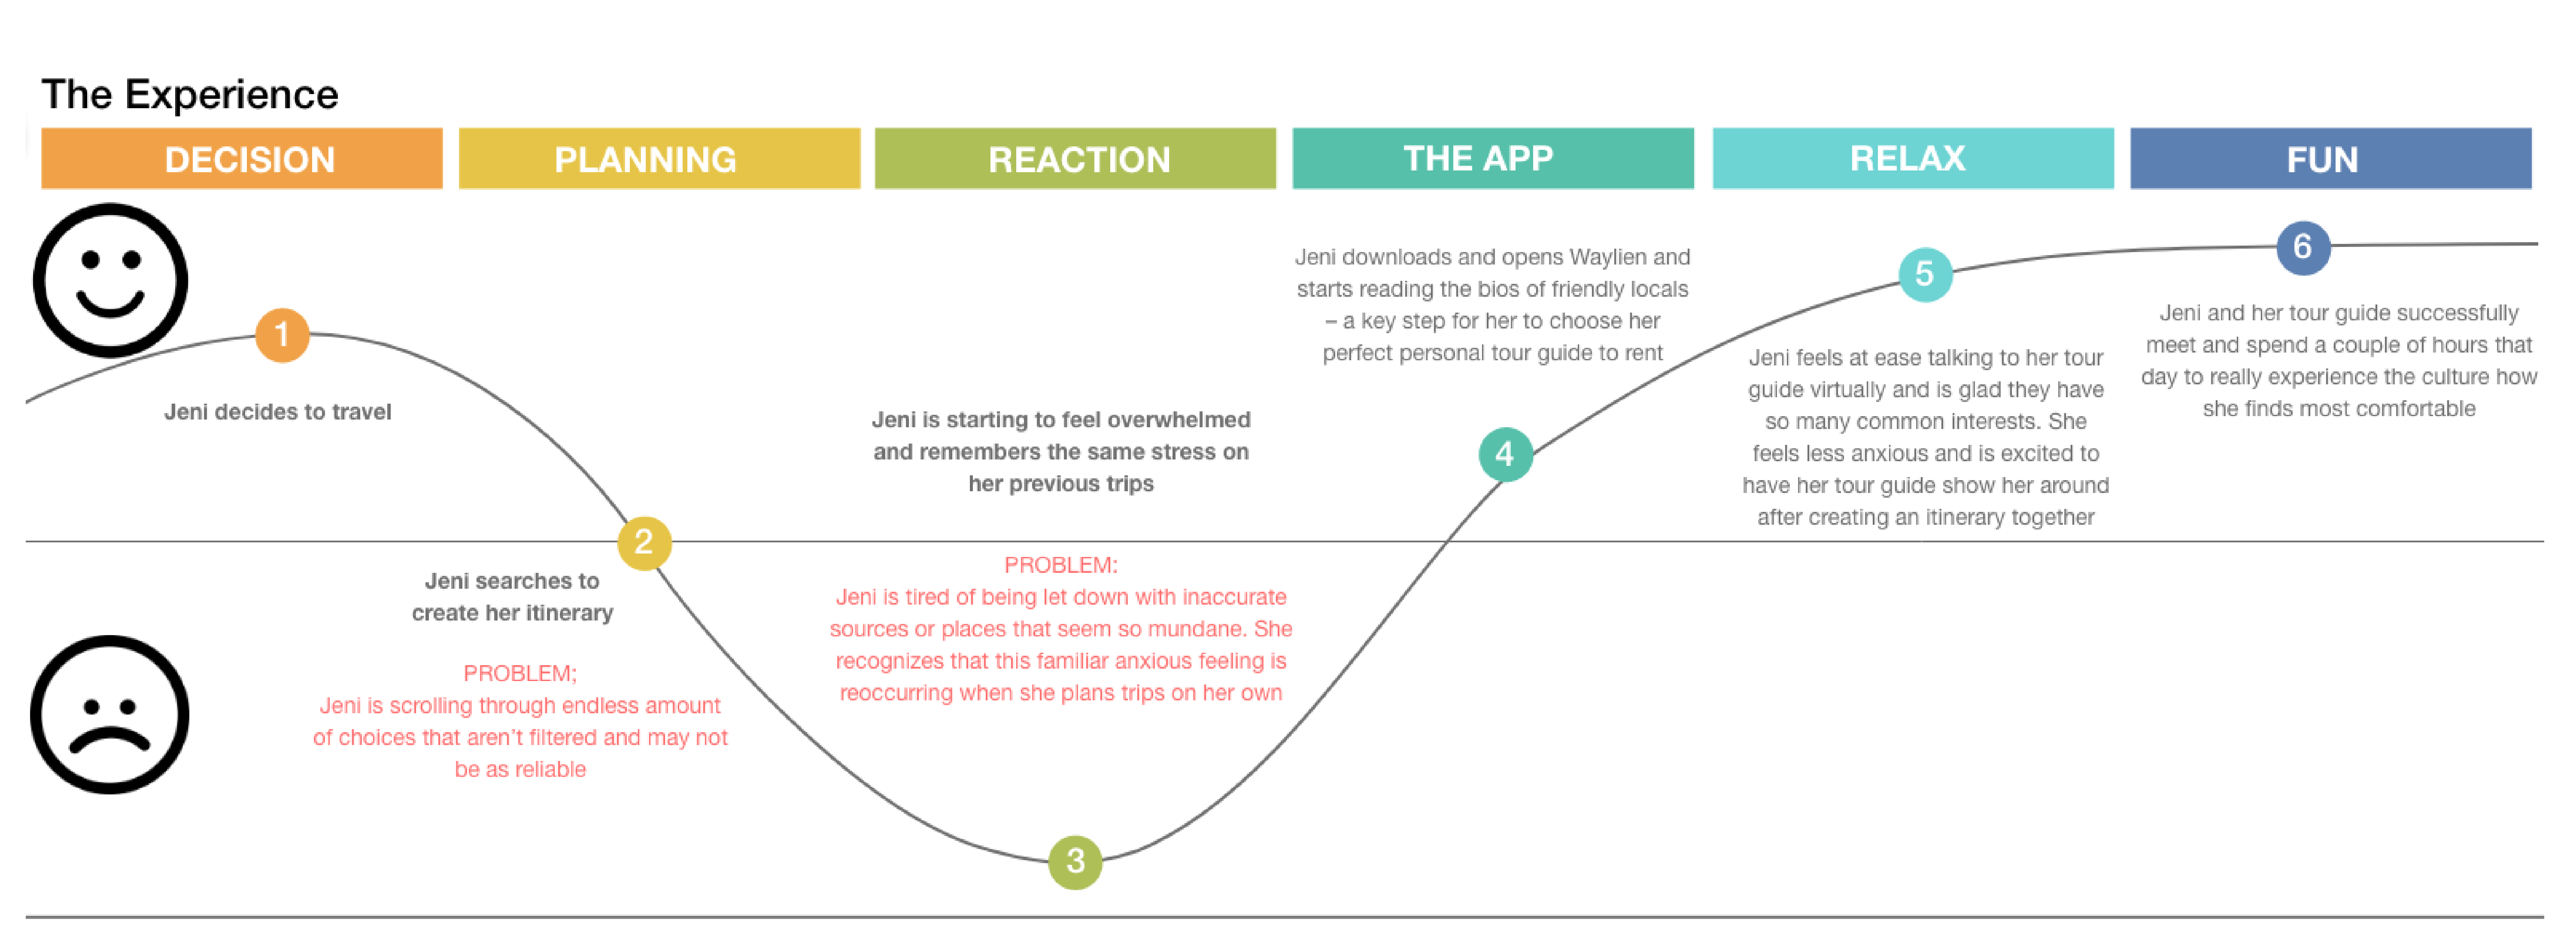 The Experience
DECISION
PLANNING
REACTION
THE APP
RELAX
FUN
1
Jeni decides to travel
2
Jeni searches to
create her itinerary
PROBLEM;
Jeni is scrolling through endless amount
of choices that aren't filtered and may not
be as reliable
Jeni is starting to feel overwhelmed
and remembers the same stress on
her previous trips
PROBLEM:
Jeni is tired of being let down with inaccurate
sources or places that seem so mundane. She
recognizes that this familiar anxious feeling is
reoccurring when she plans trips on her own
3
Jeni downloads and opens Waylien and
starts reading the bios of friendly locals
– a key step for her to choose her
perfect personal tour guide to rent
4
5
Jeni feels at ease talking to her tour
guide virtually and is glad they have
so many common interests. She
feels less anxious and is excited to
have her tour guide show her around
after creating an itinerary together
6
Jeni and her tour guide successfully
meet and spend a couple of hours that
day to really experience the culture how
she finds most comfortable